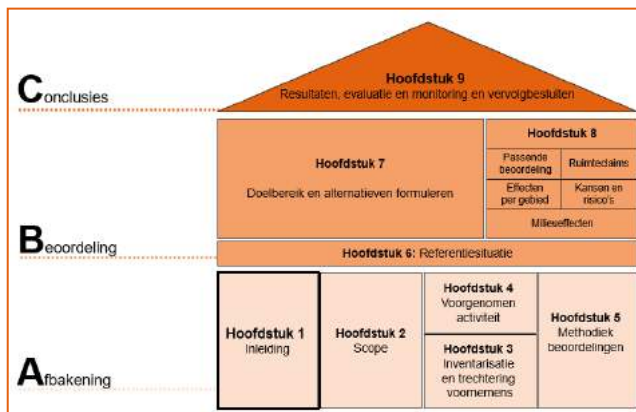 Hoofdstuk 9
Conclusies
Resultaten, evaluatie en monitoring en vervolgbesluiten
Hoofdstuk 7
Doelbereik en alternatieven formuleren
Hoofdstuk 8
Passende
beoordeling
Ruimteclaims
Effecten
per gebied
Kansen en
risico's
Milieueffecten
Beoordeling
Hoofdstuk 6: Referentiesituatie
Hoofdstuk 1
Inleiding
Hoofdstuk 2
Scope
Hoofdstuk 4
Voorgenomen
activiteit
Hoofdstuk 3
Inventarisatie
en trechtering
voornemens
Hoofdstuk 5
Methodiek
beoordelingen
Afbakening